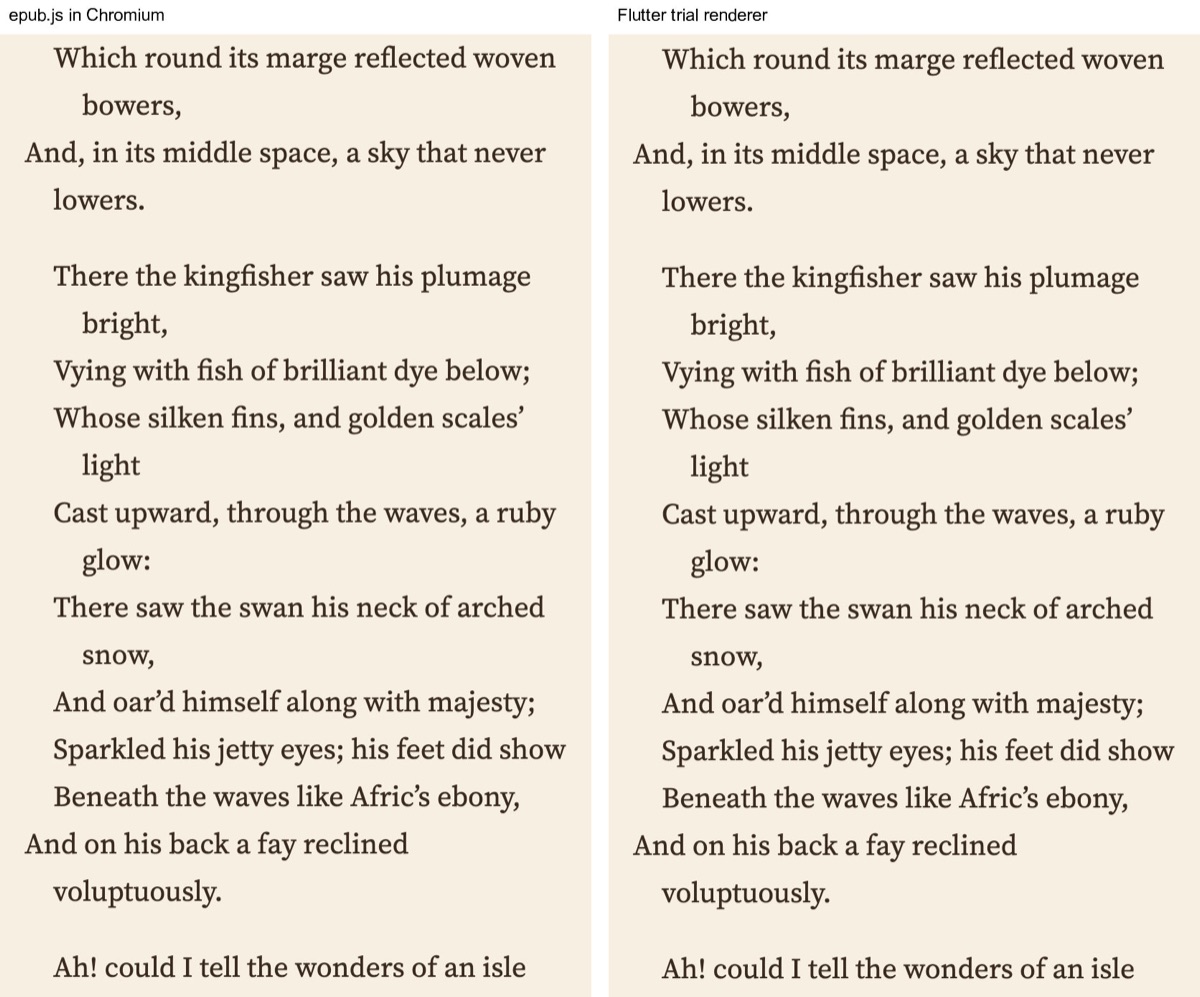 epub.js in Chromium
Which round its marge reflected woven
bowers,
And, in its middle space, a sky that never
lowers.
There the kingfisher saw his plumage
bright,
Vying with fish of brilliant dye below;
Whose silken fins, and golden scales’
light
Cast upward, through the waves, a ruby
glow:
There saw the swan his neck of arched
snow,
And oar’d himself along with majesty;
Sparkled his jetty eyes; his feet did show
Beneath the waves like Afric’s ebony,
And on his back a fay reclined
voluptuously.
Ah! could I tell the wonders of an isle
Flutter trial renderer
Which round its marge reflected woven
bowers,
And, in its middle space, a sky that never
lowers.
There the kingfisher saw his plumage
bright,
Vying with fish of brilliant dye below;
Whose silken fins, and golden scales’
light
Cast upward, through the waves, a ruby
glow:
There saw the swan his neck of arched
snow,
And oar’d himself along with majesty;
Sparkled his jetty eyes; his feet did show
Beneath the waves like Afric’s ebony,
And on his back a fay reclined
voluptuously.
Ah! could I tell the wonders of an isle